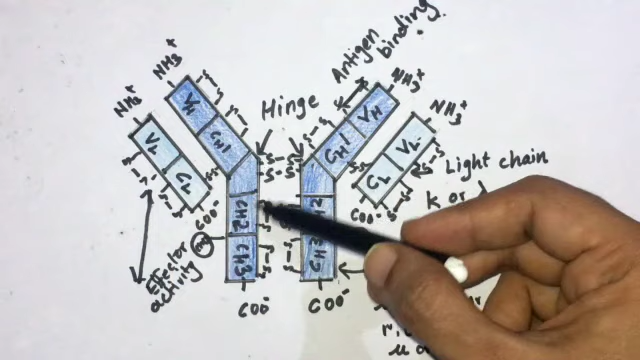 Antigen
binding.
NH3+
NH3+
NH3+
NH3+
Hinge
VH
CH1
VL
CL
VH
CH1
VL
CL
S-S
S-S
Light chain
K or
COO-
COO-
CH2
CH3
CH2
CH3
Effector
activity
COO-
COO-